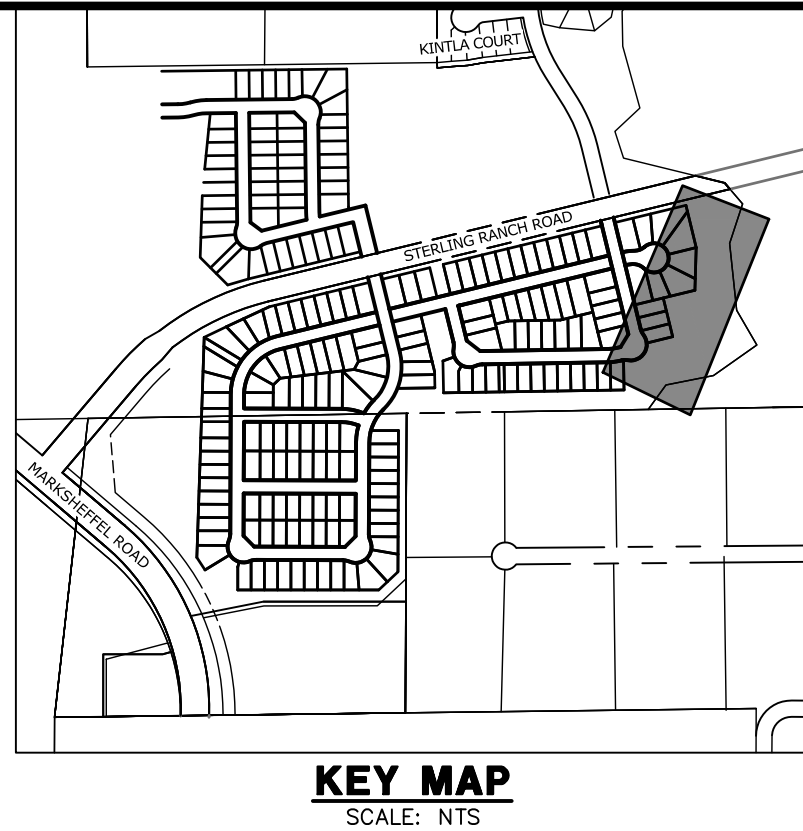 KINTLA COURT
STERLING RANCH ROAD
MARKSHEFFEL ROAD
KEY MAP
SCALE: NTS